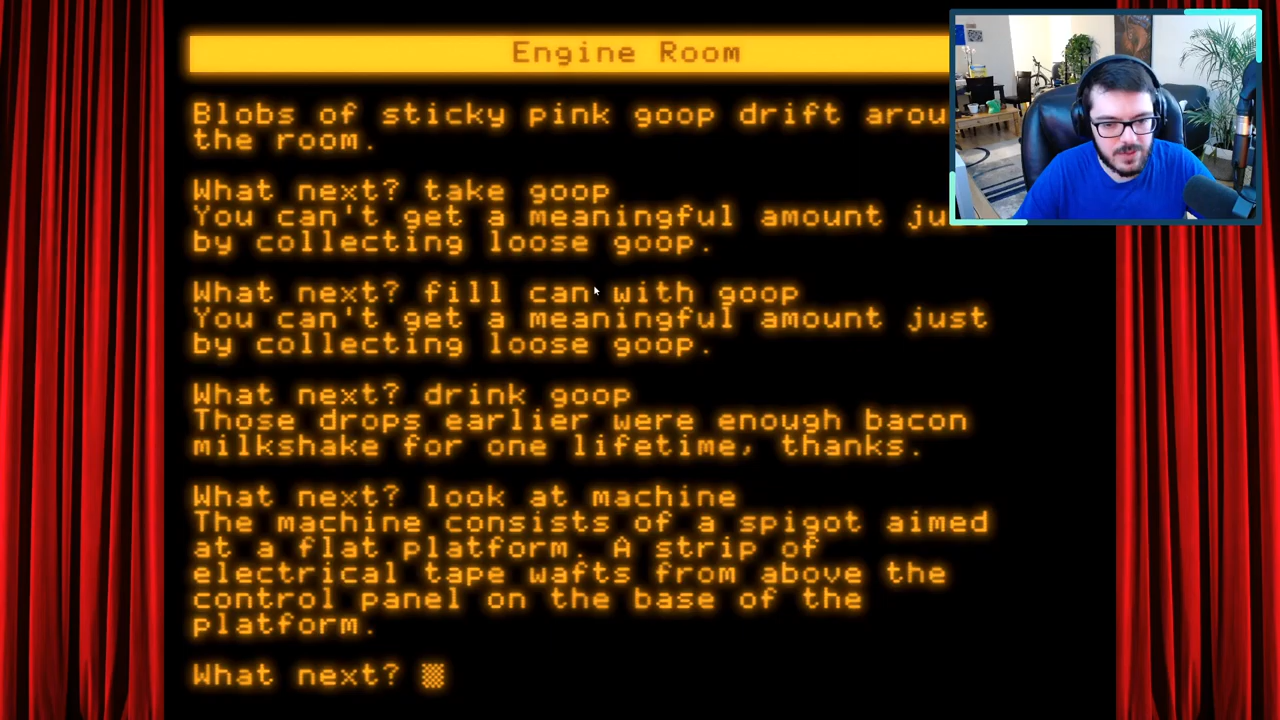 Engine Room
Blobs of sticky pink goop drift arou
the room.
What next? take goop
You can't get a meaningful amount ju
by collecting loose goop.
What next? fill can with goop
You can't get a meaningful amount just
by collecting loose goop.
What next? drink goop
Those drops earlier were enough bacon
milkshake for one lifetime, thanks.
What next? look at machine
The machine consists of a spigot aimed
at a flat platform. A strip of
electrical tape wafts from above the
control panel on the base of the
platform.
What next?